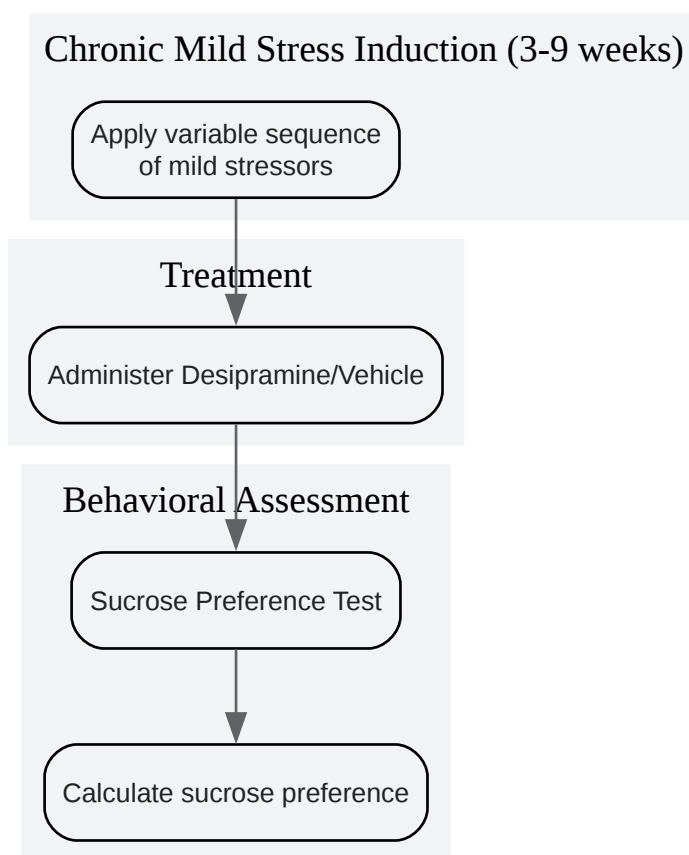 Chronic Mild Stress Induction (3-9 weeks)
Apply variable sequence
of mild stressors
Treatment
Administer Desipramine/Vehicle
Behavioral Assessment
Sucrose Preference Test
Calculate sucrose preference